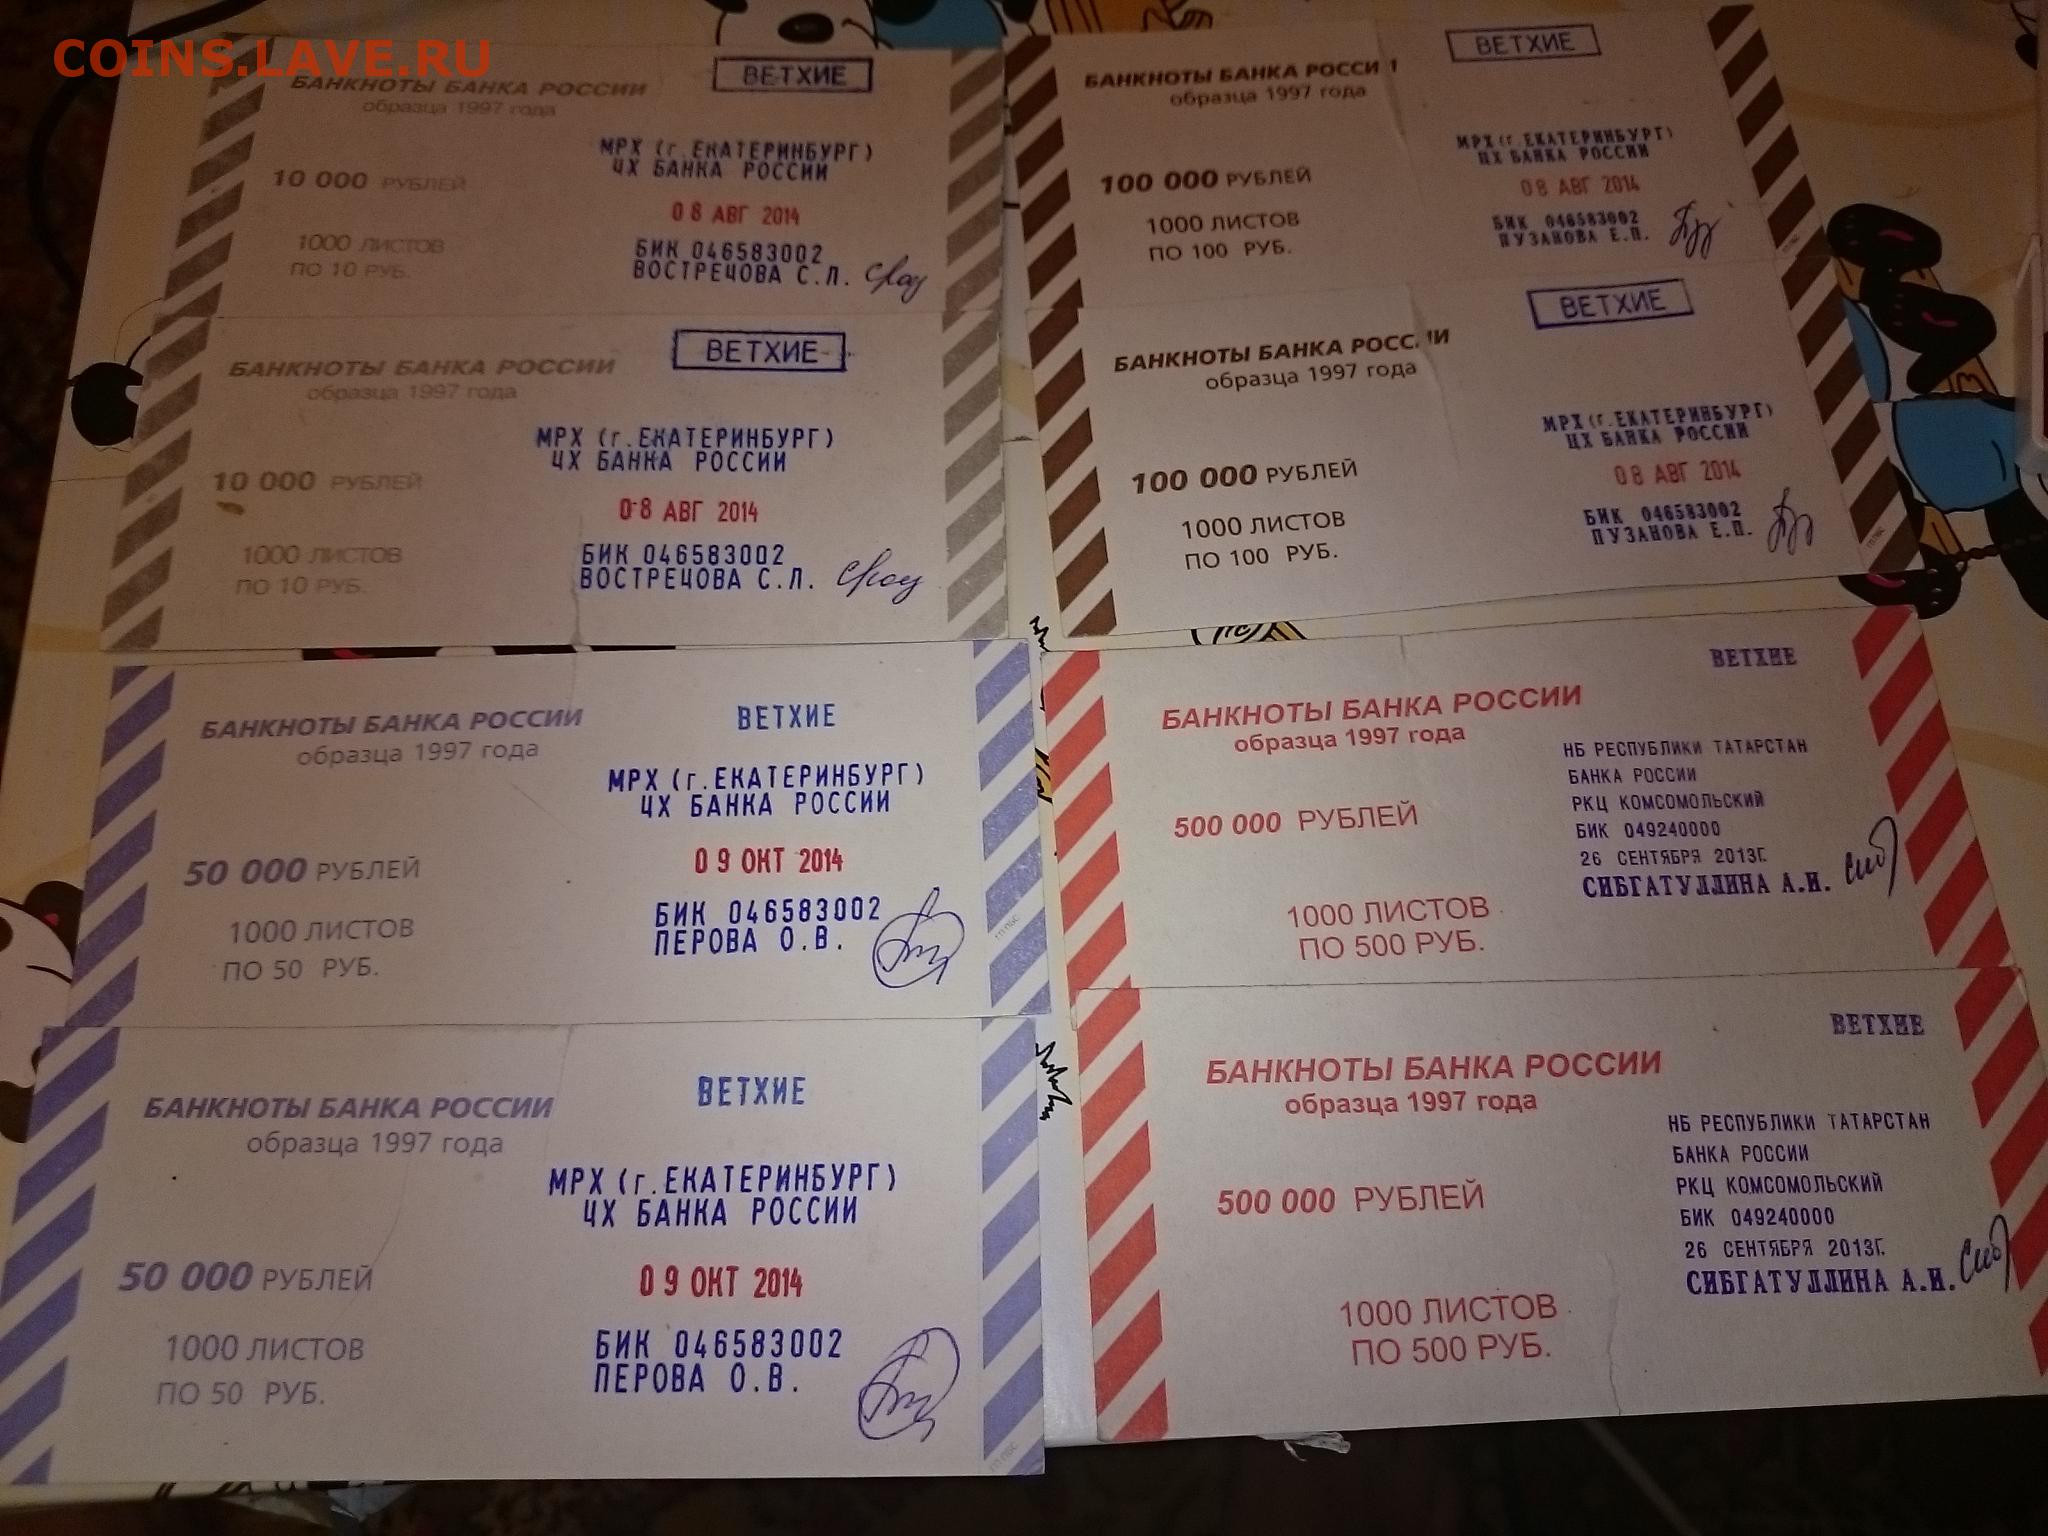 COINS.LAVE.RU
БАНКНОТЫ БАНКА РОССИИ
образца 1997 года
ВЕТХИЕ
МРХ (г. ЕКАТЕРИНБУРГ)
ЦХ БАНКА РОССИИ
10 000 РУБЛЕЙ
08 АВГ 2014
1000 ЛИСТОВ
ПО 10 РУБ.
БИК 046583002
ВОСТРЕЦОВА С.Л.
БАНКНОТЫ БАНКА РОССИИ
образца 1997 года
ВЕТХИЕ
МРХ (г. ЕКАТЕРИНБУРГ)
ЦХ БАНКА РОССИИ
10 000 РУБЛЕЙ
08 АВГ 2014
1000 ЛИСТОВ
ПО 10 РУБ.
БИК 046583002
ВОСТРЕЦОВА С.Л.
БАНКНОТЫ БАНКА РОССИИ
образца 1997 года
ВЕТХИЕ
МРХ (г. ЕКАТЕРИНБУРГ)
ЦХ БАНКА РОССИИ
50 000 РУБЛЕЙ
09 ОКТ 2014
1000 ЛИСТОВ
ПО 50 РУБ.
БИК 046583002
ПЕРОВА О.В.
БАНКНОТЫ БАНКА РОССИИ
образца 1997 года
ВЕТХИЕ
МРХ (г. ЕКАТЕРИНБУРГ)
ЦХ БАНКА РОССИИ
50 000 РУБЛЕЙ
09 ОКТ 2014
1000 ЛИСТОВ
ПО 50 РУБ.
БИК 046583002
ПЕРОВА О.В.
БАНКНОТЫ БАНКА РОССИИ
образца 1997 года
ВЕТХИЕ
МРХ (г. ЕКАТЕРИНБУРГ)
ЦХ БАНКА РОССИИ
100 000 РУБЛЕЙ
08 АВГ 2014
1000 ЛИСТОВ
ПО 100 РУБ.
БИК 046583002
ПУЗАНОВА Е.П.
БАНКНОТЫ БАНКА РОССИИ
образца 1997 года
ВЕТХИЕ
МРХ (г. ЕКАТЕРИНБУРГ)
ЦХ БАНКА РОССИИ
100 000 РУБЛЕЙ
08 АВГ 2014
1000 ЛИСТОВ
ПО 100 РУБ.
БИК 046583002
ПУЗАНОВА Е.П.
БАНКНОТЫ БАНКА РОССИИ
образца 1997 года
ВЕТХИЕ
НБ РЕСПУБЛИКИ ТАТАРСТАН
БАНКА РОССИИ
РКЦ КОМСОМОЛЬСКИЙ
БИК 049240000
26 СЕНТЯБРЯ 2013Г.
СИБГАТУЛЛИНА А.И.
500 000 РУБЛЕЙ
1000 ЛИСТОВ
ПО 500 РУБ.
БАНКНОТЫ БАНКА РОССИИ
образца 1997 года
ВЕТХИЕ
НБ РЕСПУБЛИКИ ТАТАРСТАН
БАНКА РОССИИ
РКЦ КОМСОМОЛЬСКИЙ
БИК 049240000
26 СЕНТЯБРЯ 2013Г.
СИБГАТУЛЛИНА А.И.
500 000 РУБЛЕЙ
1000 ЛИСТОВ
ПО 500 РУБ.